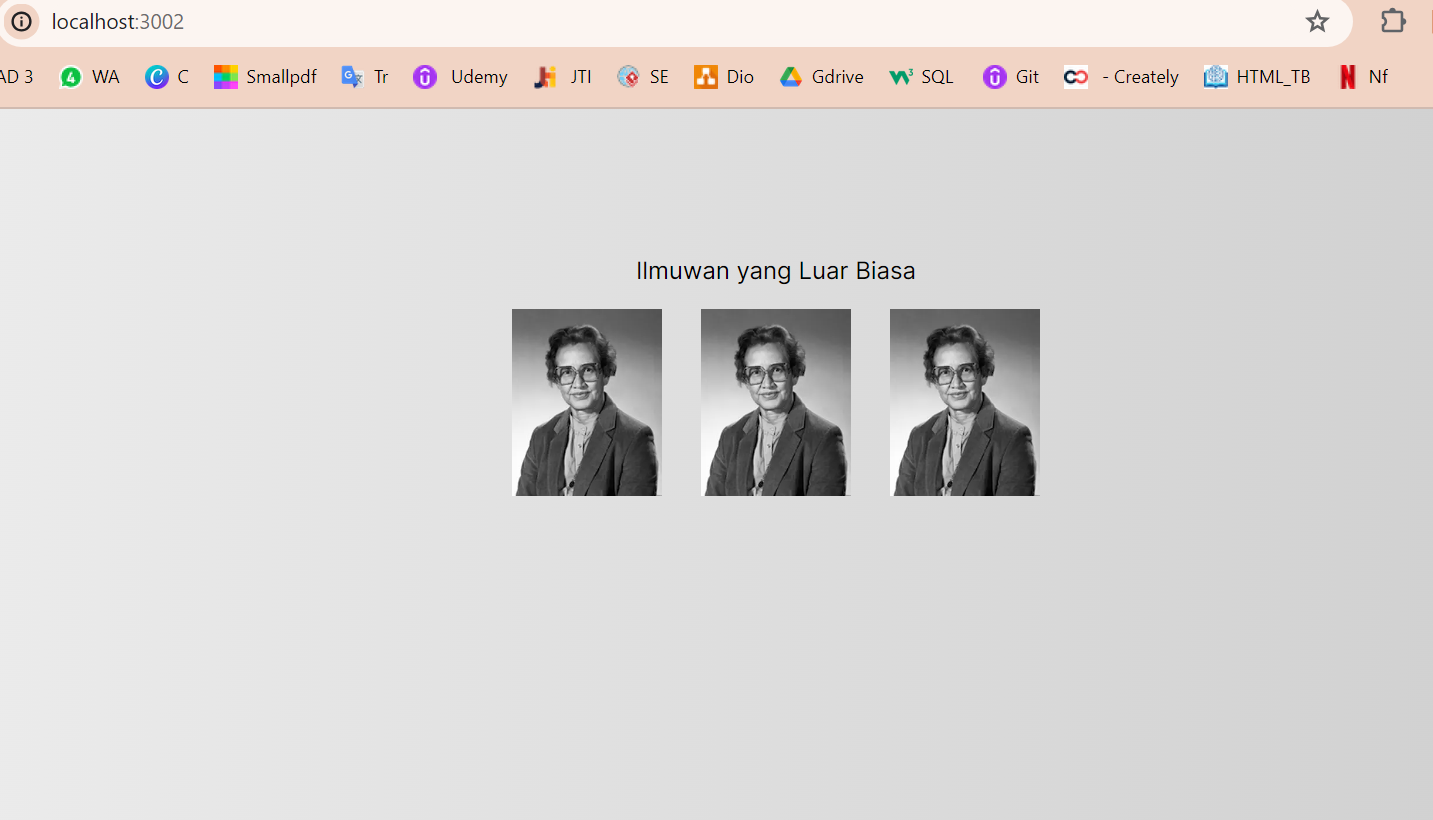 localhost:3002
AD 3 WA C Smallpdf Tr Udemy JTI SE Dio Gdrive SQL Git - Creately HTML_TB Nf
Ilmuwan yang Luar Biasa